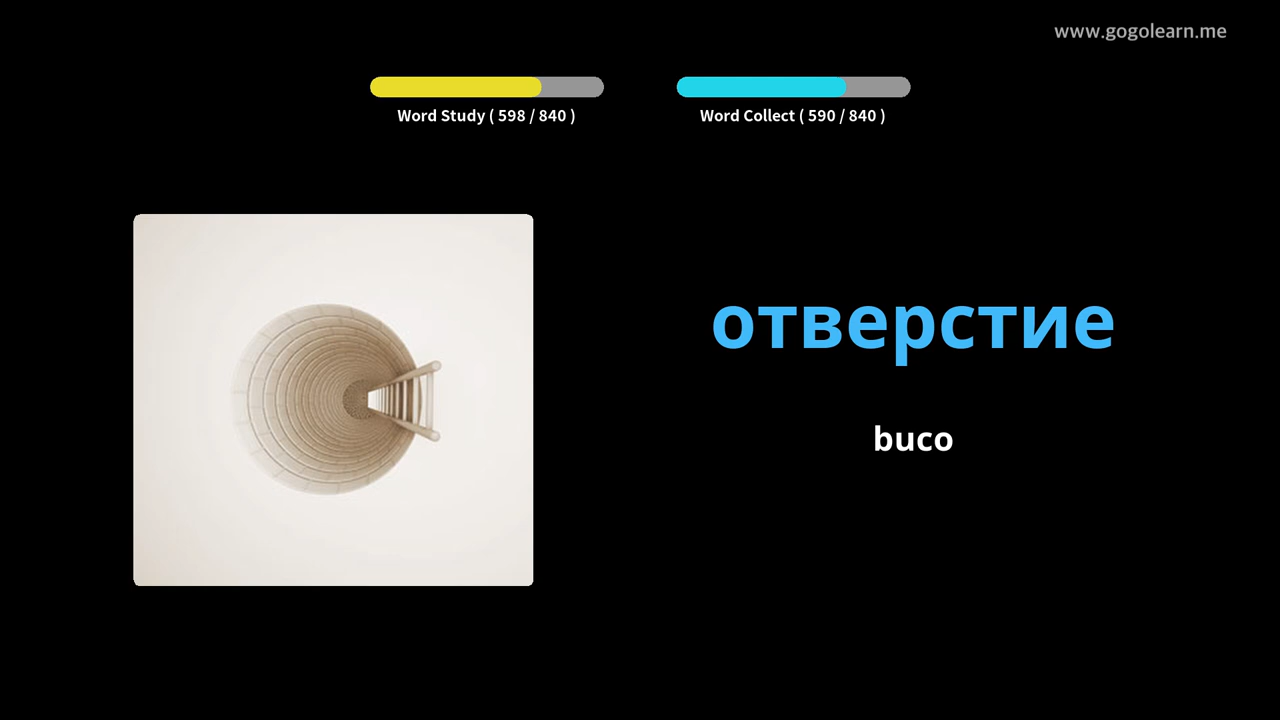 www.gogolearn.me
Word Study ( 598 / 840 )
Word Collect ( 590 / 840 )
отверстие
buco